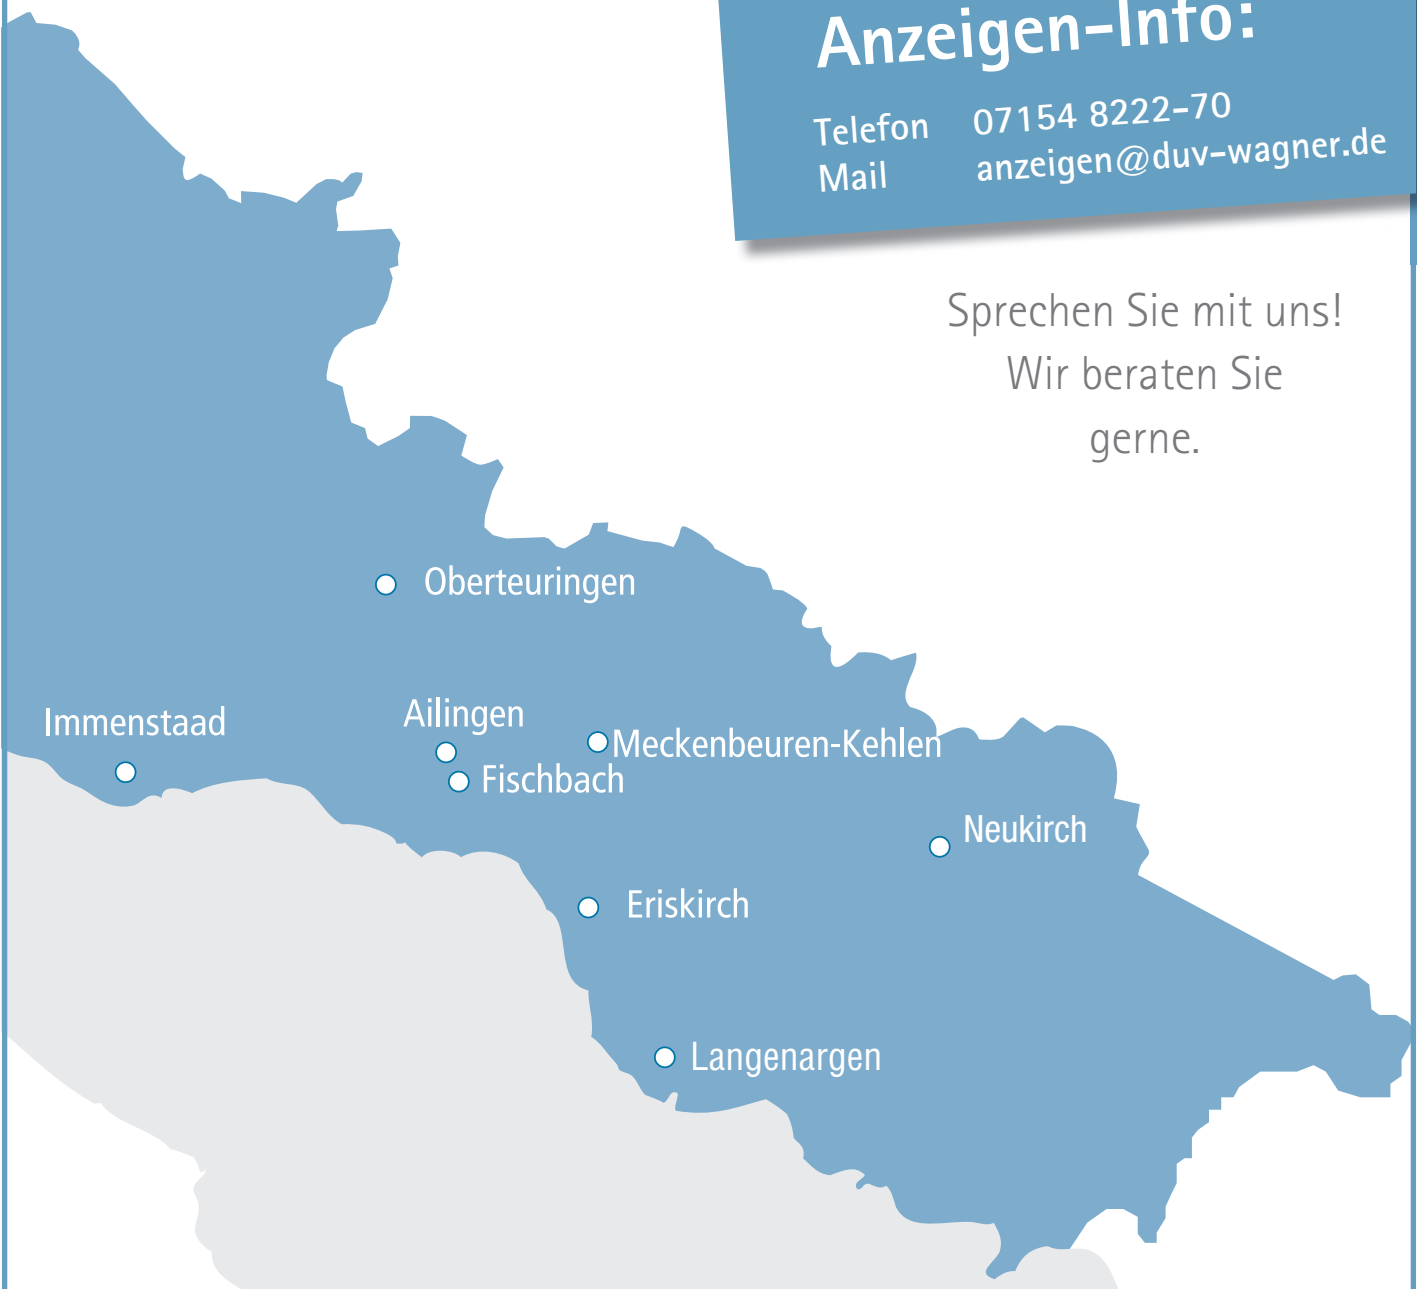 Anzeigen-Info:
Telefon 07154 8222-70
Mail anzeigen@duv-wagner.de
Sprechen Sie mit uns!
Wir beraten Sie
gerne.
Oberteuringen
Immenstaad
Ailingen
Meckenbeuren-Kehlen
Fischbach
Neukirch
Eriskirch
Langenargen